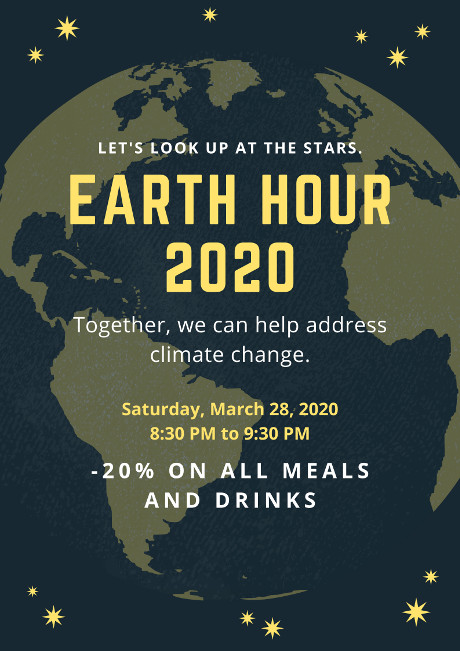 LET'S LOOK UP AT THE STARS.
EARTH HOUR
2020
Together, we can help address
climate change.
Saturday, March 28, 2020
8:30 PM to 9:30 PM
-20% ON ALL MEALS
AND DRINKS